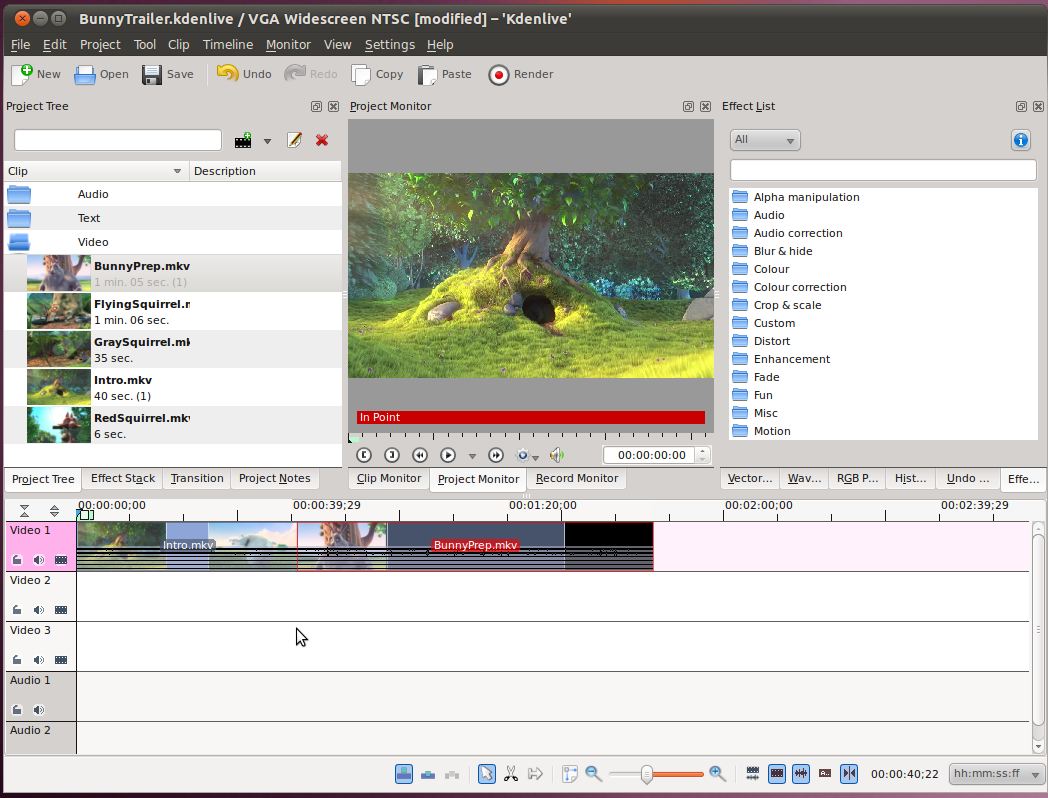 BunnyTrailer.kdenlive / VGA Widescreen NTSC [modified] – 'Kdenlive'
File Edit Project Tool Clip Timeline Monitor View Settings Help
New Open Save Undo Redo Copy Paste Render
Project Tree
Clip Description
Audio
Text
Video
BunnyPrep.mkv
1 min. 05 sec. (1)
FlyingSquirrel.m
1 min. 06 sec.
GraySquirrel.mk
35 sec.
Intro.mkv
40 sec. (1)
RedSquirrel.mkv
6 sec.
Project Tree Effect Stack Transition Project Notes
Project Monitor
In Point
00:00:00:00
Clip Monitor Project Monitor Record Monitor
Effect List
All
Alpha manipulation
Audio
Audio correction
Blur & hide
Colour
Colour correction
Crop & scale
Custom
Distort
Enhancement
Fade
Fun
Misc
Motion
Vector... Wav... RGB P... Hist... Undo ... Effe...
00:00:00;00 00:00:39;29 00:01:20;00 00:02:00;00 00:02:39;29
Video 1
Intro.mkv BunnyPrep.mkv
Video 2
Video 3
Audio 1
Audio 2
00:00:40;22 hh:mm:ss:ff